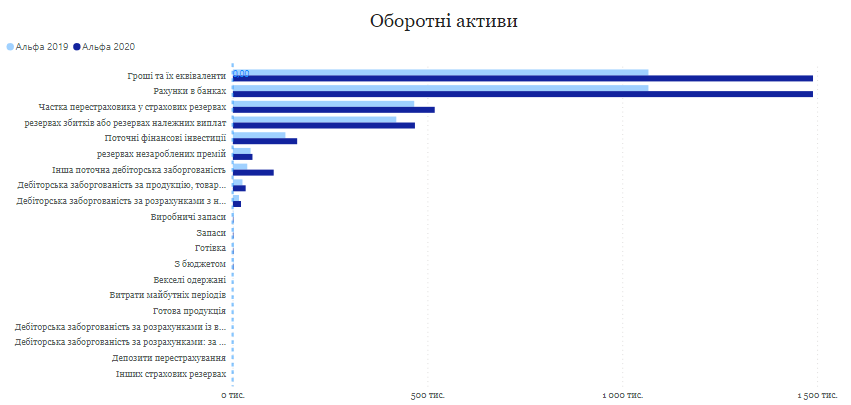 Оборотні активи
Альфа 2019 Альфа 2020
Гроші та їх еквіваленти 0,00
Рахунки в банках
Частка перестраховика у страхових резервах
резервах збитків або резервах належних виплат
Поточні фінансові інвестиції
резервах незароблених премій
Інша поточна дебіторська заборгованість
Дебіторська заборгованість за продукцію, товар...
Дебіторська заборгованість за розрахунками з н...
Виробничі запаси
Запаси
Готівка
З бюджетом
Векселі одержані
Витрати майбутніх періодів
Готова продукція
Дебіторська заборгованість за розрахунками із в...
Дебіторська заборгованість за розрахунками: за ...
Депозити перестрахування
Інших страхових резервах
0 тис. 500 тис. 1 000 тис. 1 500 тис.